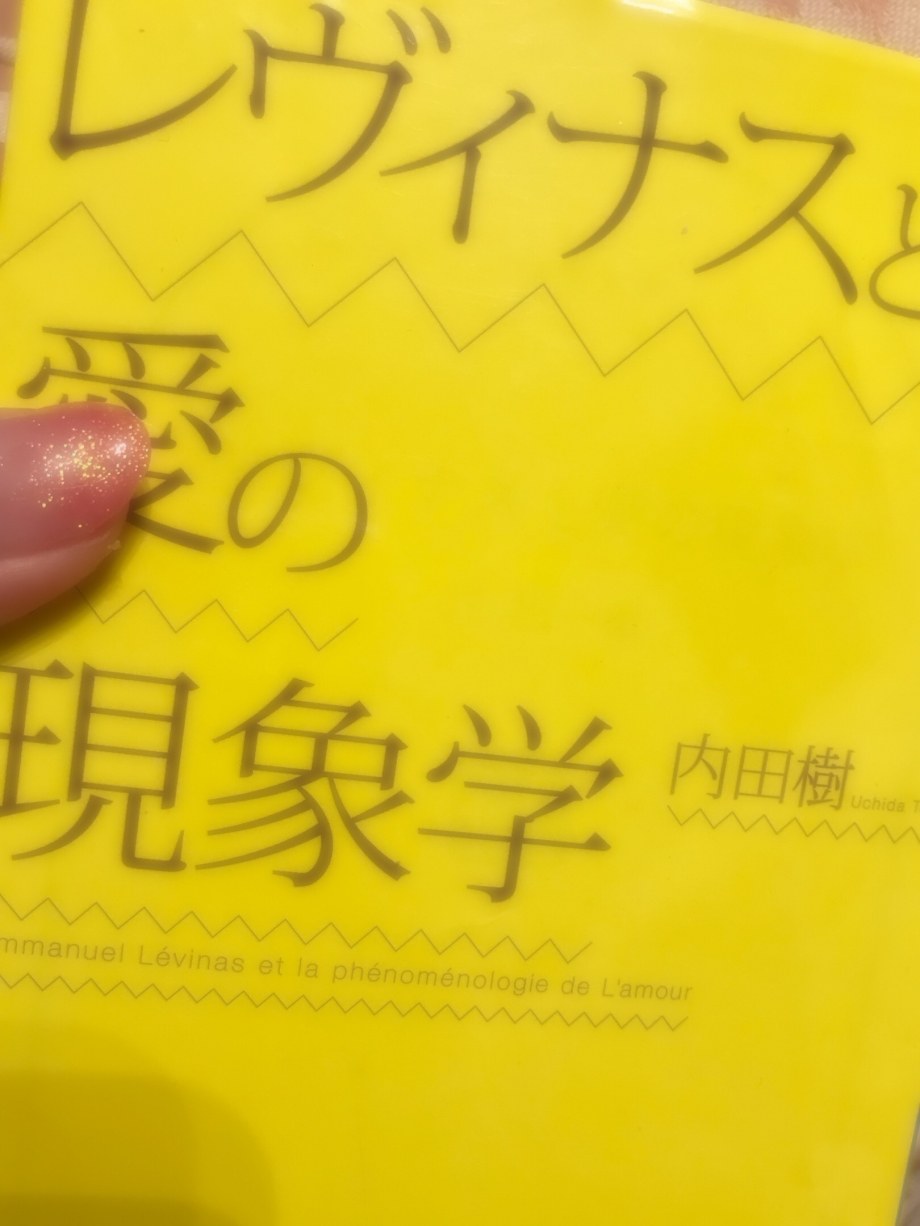 レヴィナスと
愛の
現象学
内田樹 Uchida T
mmanuel Lévinas et la phénoménologie de L'amour